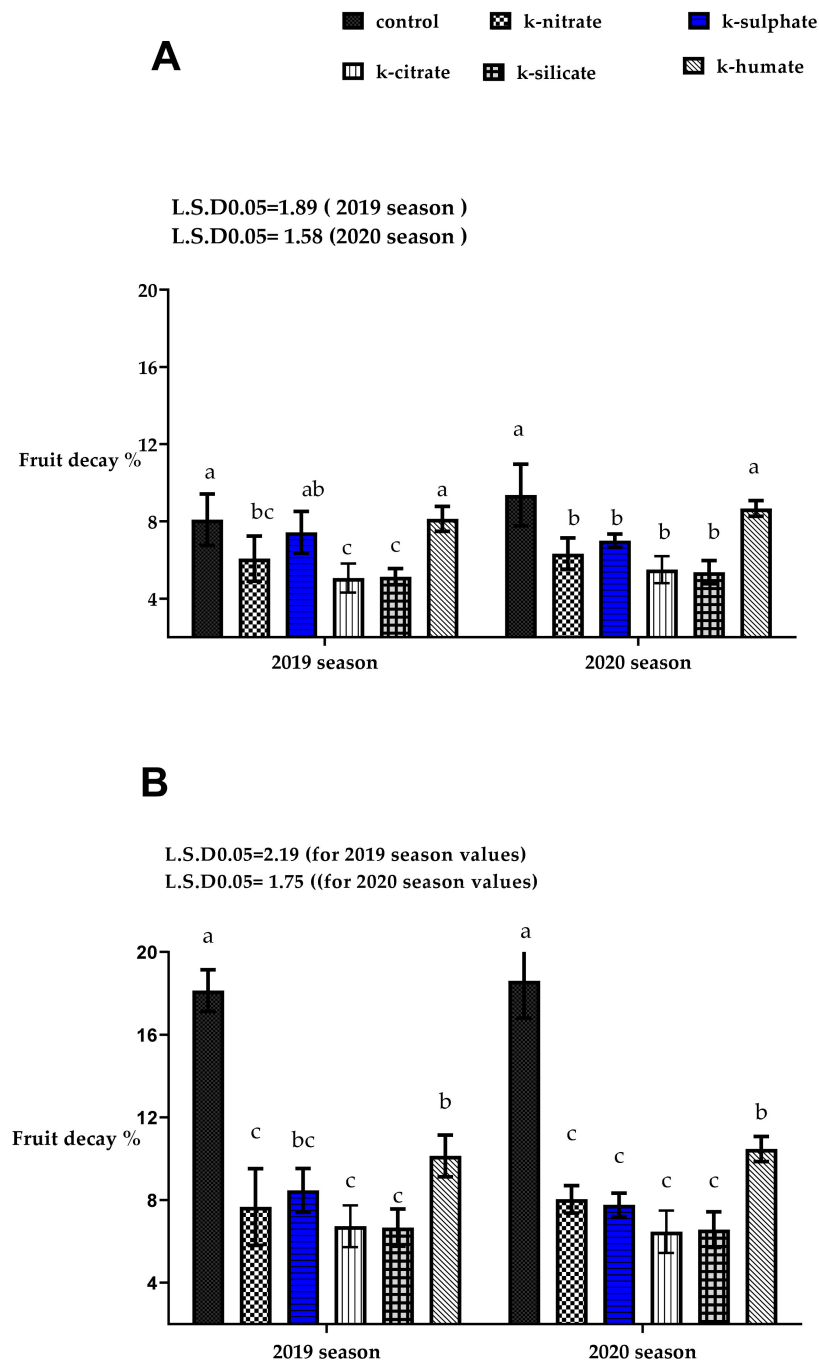 control k-nitrate k-sulphate
A
k-citrate k-silicate k-humate
L.S.D0.05=1.89 ( 2019 season )
L.S.D0.05= 1.58 (2020 season )
20
16
12
8
4
Fruit decay %
a bc ab c c a
a b b b b a
2019 season 2020 season
B
L.S.D0.05=2.19 (for 2019 season values)
L.S.D0.05= 1.75 ((for 2020 season values)
20
16
12
8
4
Fruit decay %
a c bc c c b
a c c c c b
2019 season 2020 season